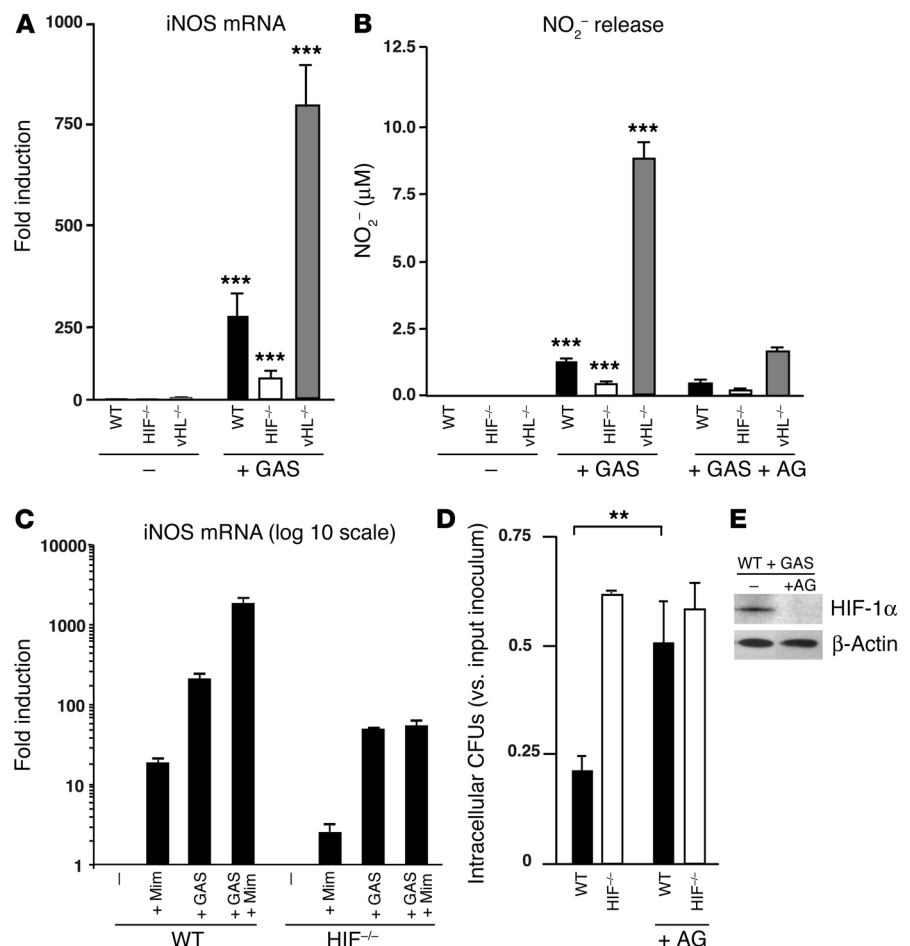 A
iNOS mRNA
Fold induction
1000
750
500
250
0
***
***
***
WT
HIF⁻/⁻
vHL⁻/⁻
WT
HIF⁻/⁻
vHL⁻/⁻
–
+ GAS
B
NO₂⁻ release
NO₂⁻ (μM)
12.5
10.0
7.5
5.0
2.5
0.0
***
***
***
WT
HIF⁻/⁻
vHL⁻/⁻
WT
HIF⁻/⁻
vHL⁻/⁻
WT
HIF⁻/⁻
vHL⁻/⁻
–
+ GAS
+ GAS + AG
C
iNOS mRNA (log 10 scale)
Fold induction
10000
1000
100
10
1
–
+ Mim
+ GAS
+ GAS
+ Mim
–
+ Mim
+ GAS
+ GAS
+ Mim
WT
HIF⁻/⁻
D
Intracellular CFUs (vs. input inoculum)
0.75
0.5
0.25
0
**
WT
HIF⁻/⁻
WT
HIF⁻/⁻
+ AG
E
WT + GAS
– +AG
HIF-1α
β-Actin